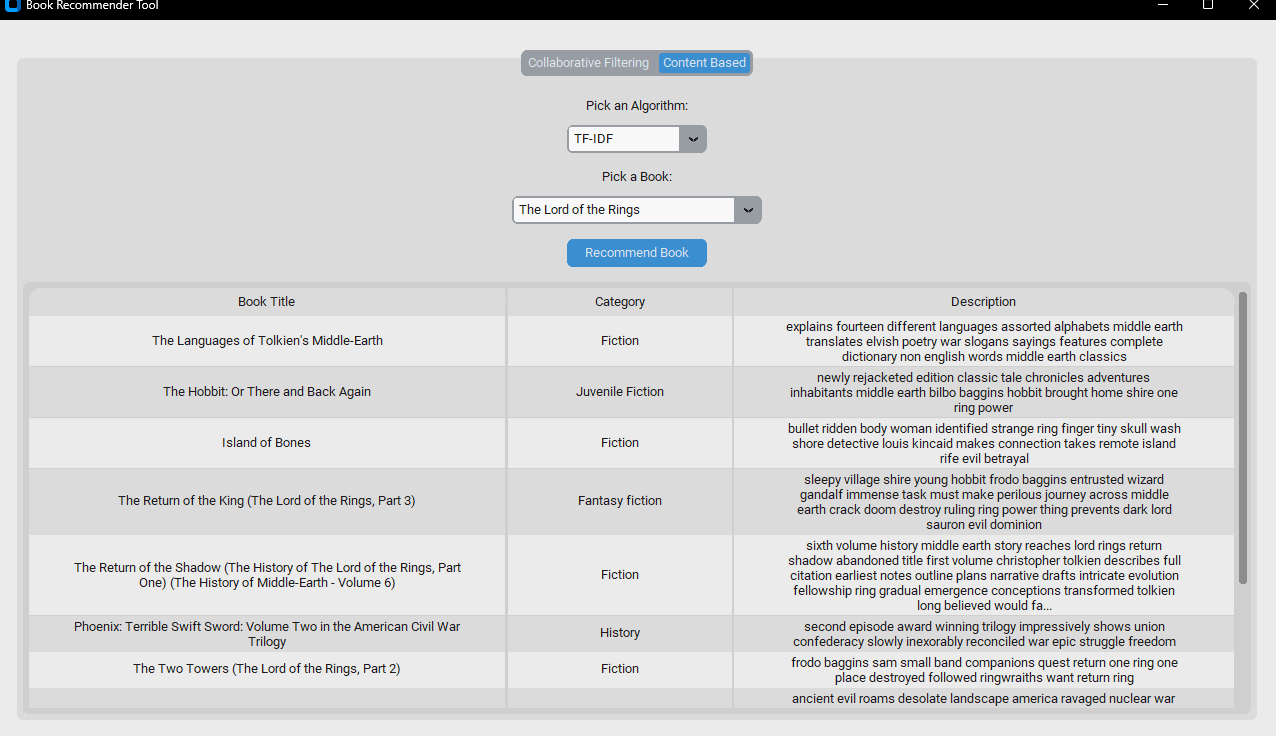 Book Recommender Tool
Collaborative Filtering Content Based
Pick an Algorithm:
TF-IDF
Pick a Book:
The Lord of the Rings
Recommend Book
Book Title Category Description
The Languages of Tolkien's Middle-Earth Fiction explains fourteen different languages assorted alphabets middle earth
translates elvish poetry war slogans sayings features complete
dictionary non english words middle earth classics
The Hobbit: Or There and Back Again Juvenile Fiction newly rejacketed edition classic tale chronicles adventures
inhabitants middle earth bilbo baggins hobbit brought home shire one
ring power
Island of Bones Fiction bullet ridden body woman identified strange ring finger tiny skull wash
shore detective louis kincaid makes connection takes remote island
rife evil betrayal
The Return of the King (The Lord of the Rings, Part 3) Fantasy fiction sleepy village shire young hobbit frodo baggins entrusted wizard
gandalf immense task must make perilous journey across middle
earth crack doom destroy ruling ring power thing prevents dark lord
sauron evil dominion
The Return of the Shadow (The History of The Lord of the Rings, Part
One) (The History of Middle-Earth - Volume 6) Fiction sixth volume history middle earth story reaches lord rings return
shadow abandoned title first volume christopher tolkien describes full
citation earliest notes outline plans narrative drafts intricate evolution
fellowship ring gradual emergence conceptions transformed tolkien
long believed would fa...
Phoenix: Terrible Swift Sword: Volume Two in the American Civil War
Trilogy History second episode award winning trilogy impressively shows union
confederacy slowly inexorably reconciled war epic struggle freedom
The Two Towers (The Lord of the Rings, Part 2) Fiction frodo baggins sam small band companions quest return one ring one
place destroyed followed ringwraiths want return ring
ancient evil roams desolate landscape america ravaged nuclear war